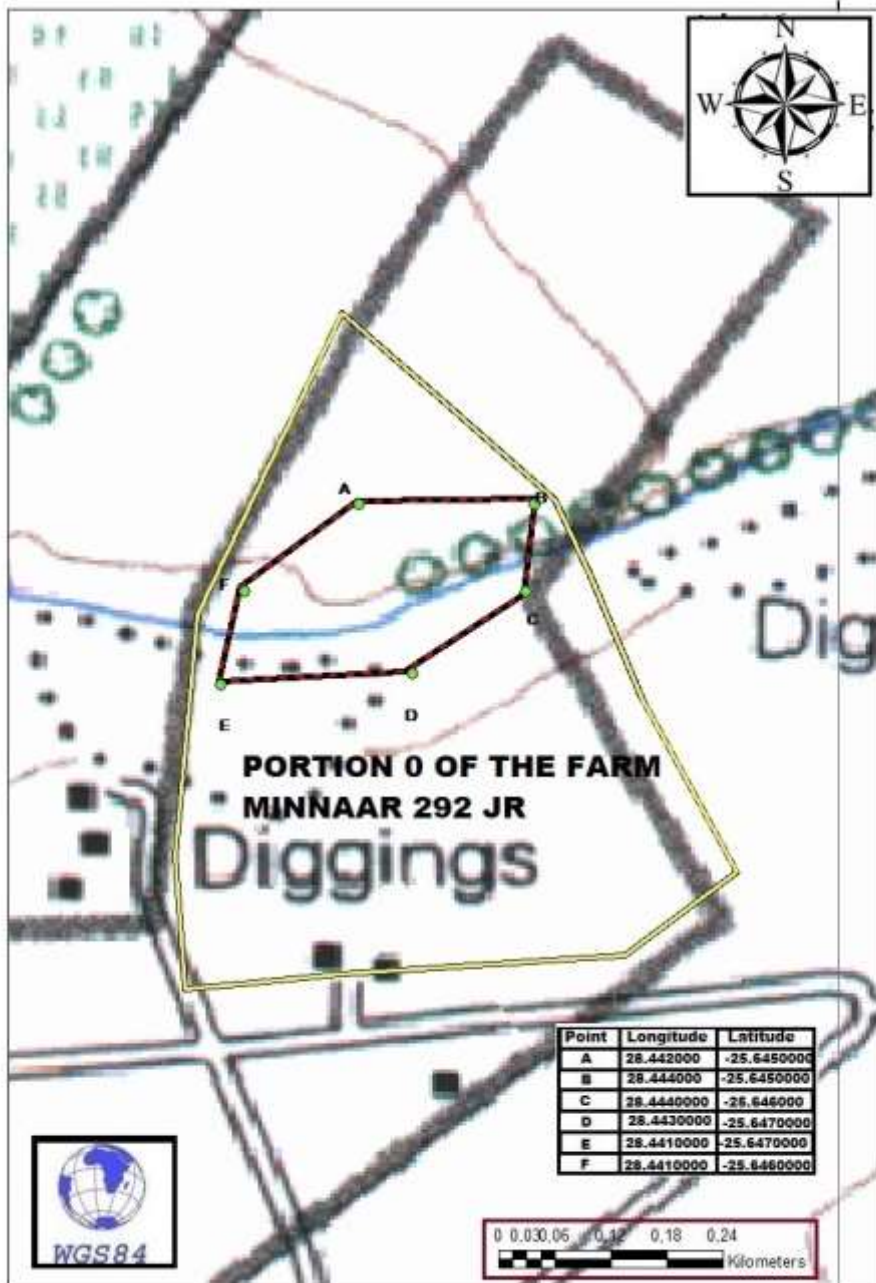 N
W E
S
A
B
F
C
E
D
Dig
PORTION 0 OF THE FARM
MINNAAR 292 JR
Diggings
Point Longitude Latitude
A 28.442000 -25.6450000
B 28.444000 -25.6450000
C 28.4440000 -25.646000
D 28.4430000 -25.6470000
E 28.4410000 -25.6470000
F 28.4410000 -25.6460000
WGS84
0 0.030.06 0.12 0.18 0.24
Kilometers